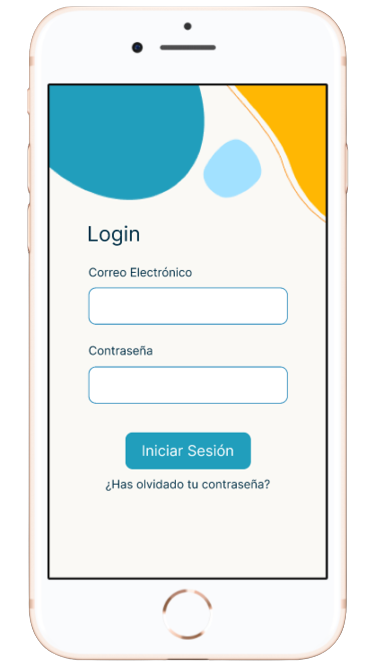 Login
Correo Electrónico
Contraseña
Iniciar Sesión
¿Has olvidado tu contraseña?